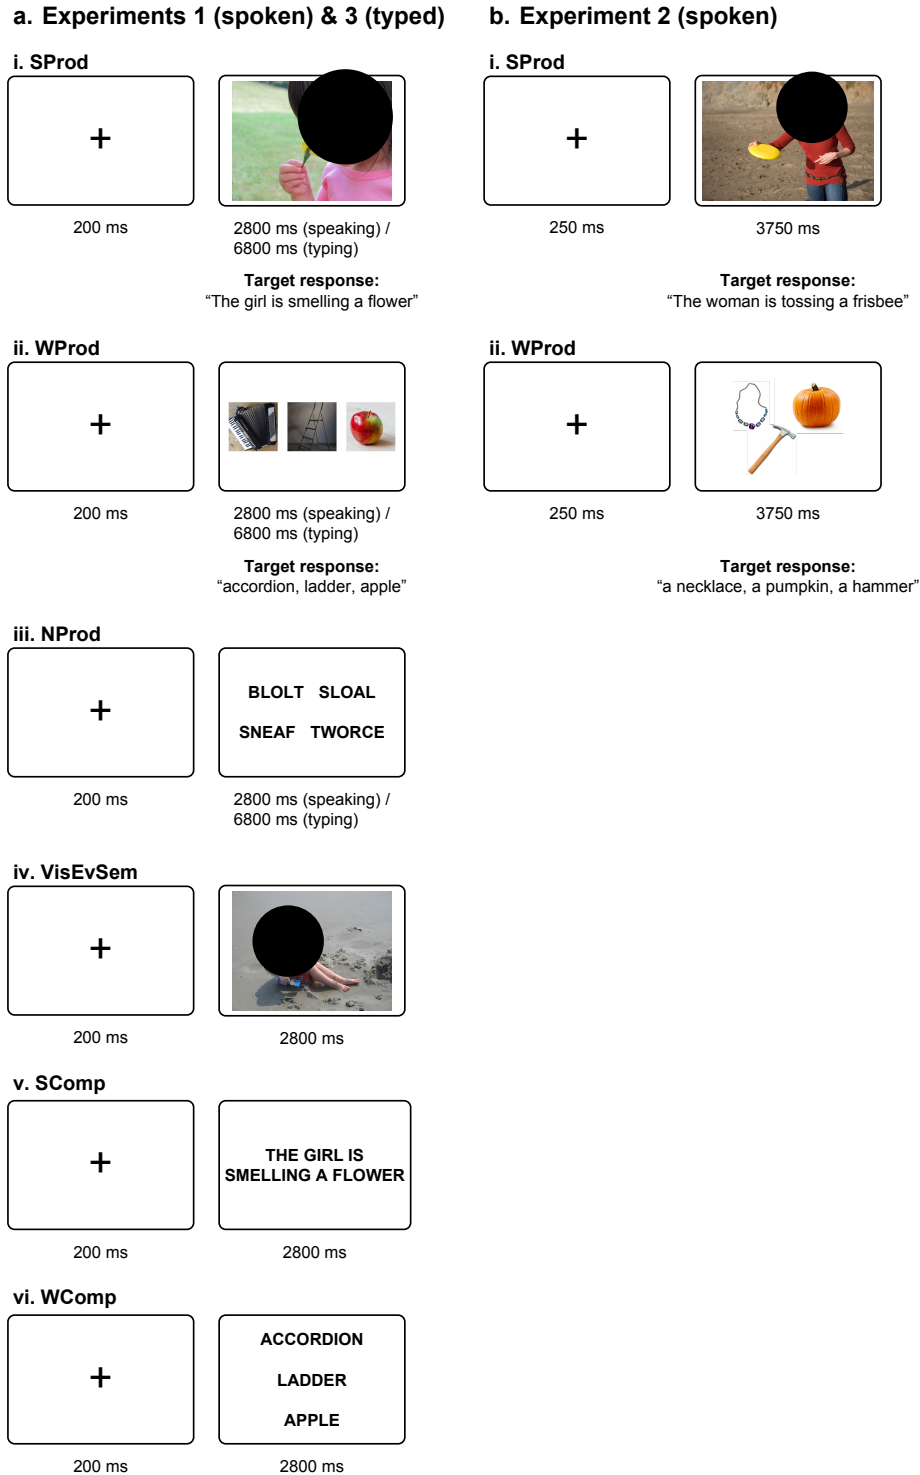 a. Experiments 1 (spoken) & 3 (typed)
i. SProd
+
200 ms
2800 ms (speaking) /
6800 ms (typing)
Target response:
“The girl is smelling a flower”
ii. WProd
+
200 ms
2800 ms (speaking) /
6800 ms (typing)
Target response:
“accordion, ladder, apple”
iii. NProd
+
BLOLT SLOAL
SNEAF TWORCE
200 ms
2800 ms (speaking) /
6800 ms (typing)
iv. VisEvSem
+
200 ms
2800 ms
v. SComp
+
THE GIRL IS
SMELLING A FLOWER
200 ms
2800 ms
vi. WComp
+
ACCORDION
LADDER
APPLE
200 ms
2800 ms
b. Experiment 2 (spoken)
i. SProd
+
250 ms
3750 ms
Target response:
“The woman is tossing a frisbee”
ii. WProd
+
250 ms
3750 ms
Target response:
“a necklace, a pumpkin, a hammer”